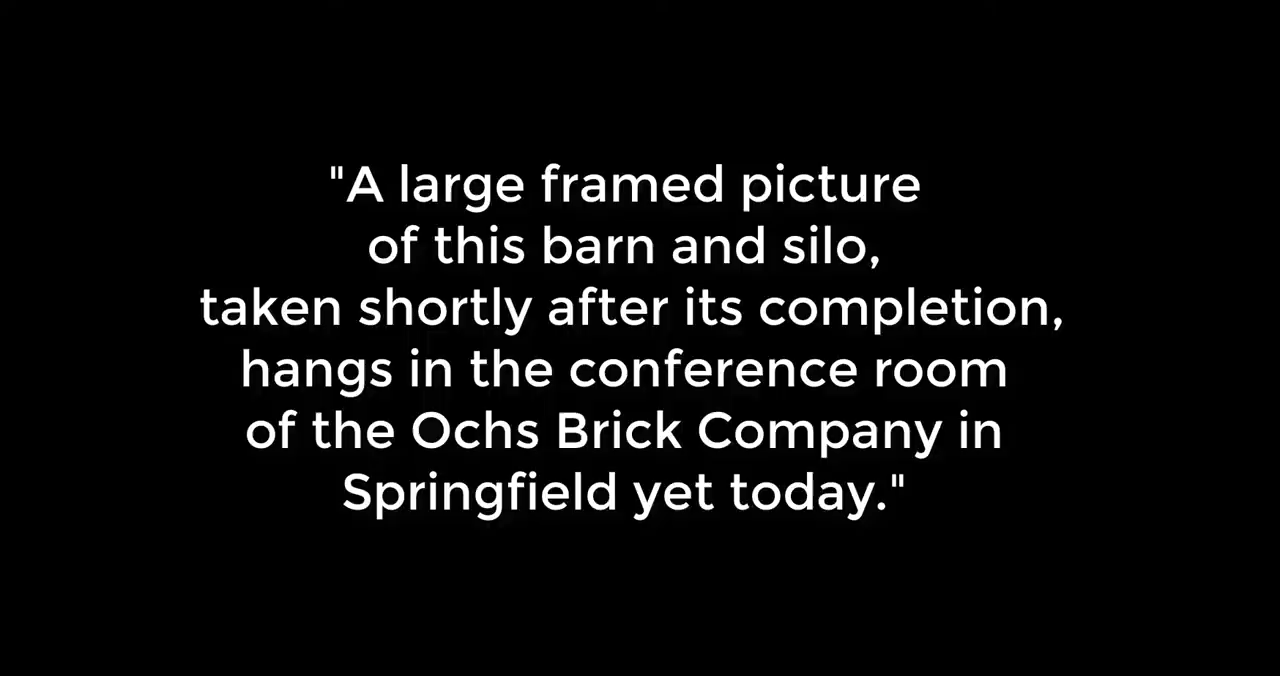 "A large framed picture
of this barn and silo,
taken shortly after its completion,
hangs in the conference room
of the Ochs Brick Company in
Springfield yet today."